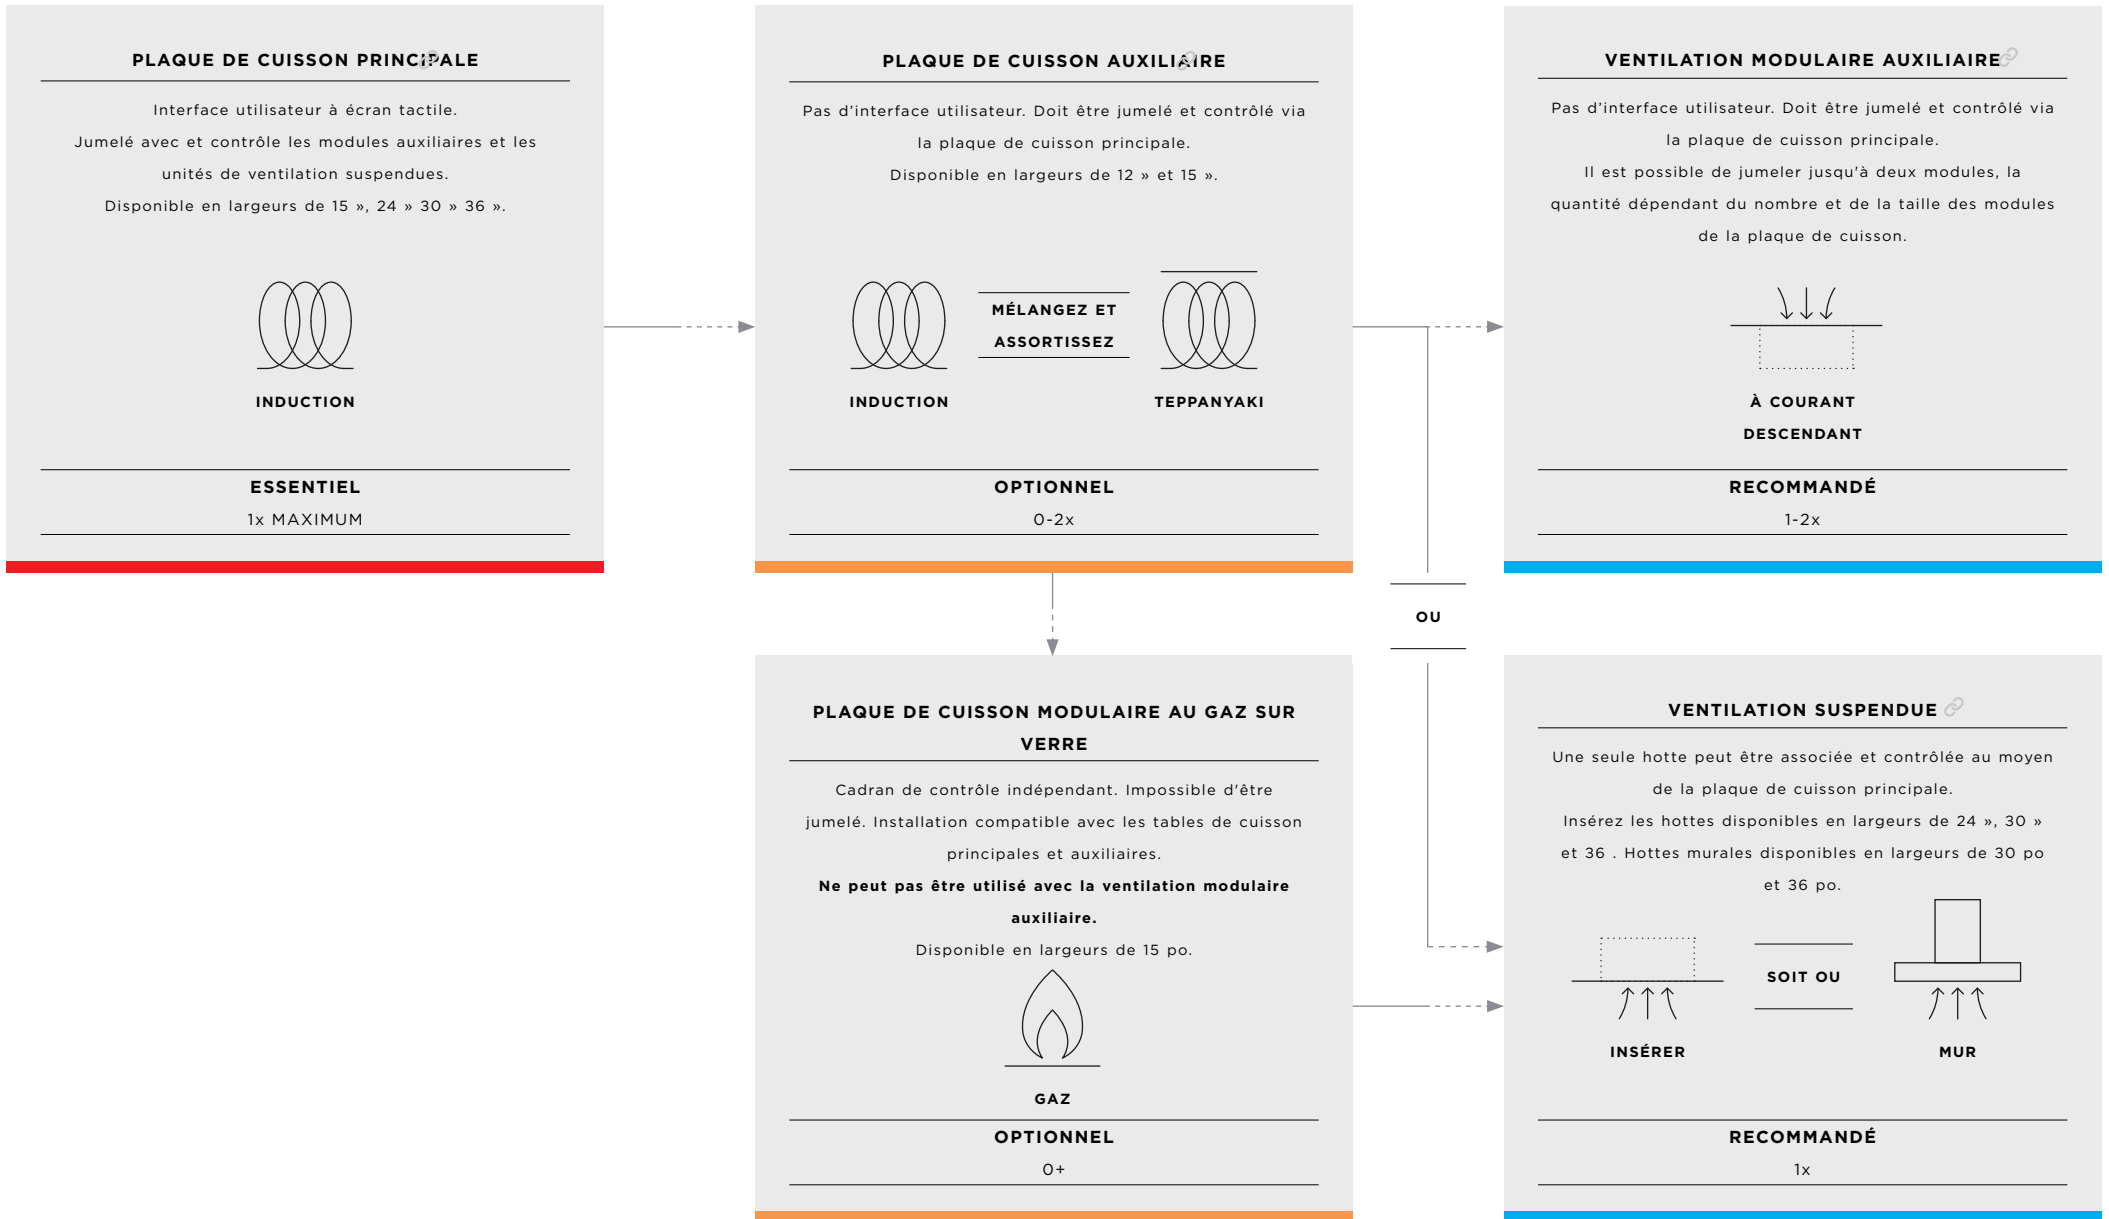 PLAQUE DE CUISSON PRINCIPALE
Interface utilisateur à écran tactile.
Jumelé avec et contrôle les modules auxiliaires et les
unités de ventilation suspendues.
Disponible en largeurs de 15 », 24 » 30 » 36 ».
INDUCTION
ESSENTIEL
1x MAXIMUM
PLAQUE DE CUISSON AUXILIAIRE
Pas d’interface utilisateur. Doit être jumelé et contrôlé via
la plaque de cuisson principale.
Disponible en largeurs de 12 » et 15 ».
MÉLANGEZ ET
ASSORTISSEZ
INDUCTION
TEPPANYAKI
OPTIONNEL
0-2x
VENTILATION MODULAIRE AUXILIAIRE
Pas d’interface utilisateur. Doit être jumelé et contrôlé via
la plaque de cuisson principale.
Il est possible de jumeler jusqu'à deux modules, la
quantité dépendant du nombre et de la taille des modules
de la plaque de cuisson.
À COURANT
DESCENDANT
RECOMMANDÉ
1-2x
OU
PLAQUE DE CUISSON MODULAIRE AU GAZ SUR
VERRE
Cadran de contrôle indépendant. Impossible d'être
jumelé. Installation compatible avec les tables de cuisson
principales et auxiliaires.
Ne peut pas être utilisé avec la ventilation modulaire
auxiliaire.
Disponible en largeurs de 15 po.
GAZ
OPTIONNEL
0+
VENTILATION SUSPENDUE
Une seule hotte peut être associée et contrôlée au moyen
de la plaque de cuisson principale.
Insérez les hottes disponibles en largeurs de 24 », 30 »
et 36 . Hottes murales disponibles en largeurs de 30 po
et 36 po.
SOIT OU
INSÉRER
MUR
RECOMMANDÉ
1x